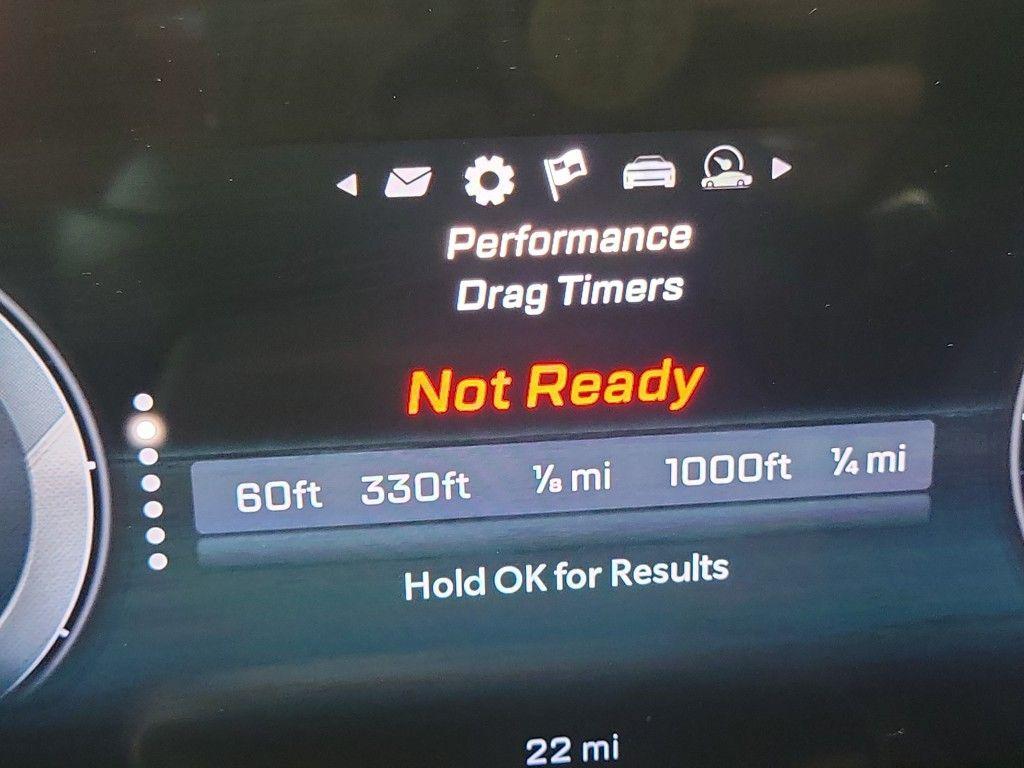 Performance
Drag Timers
Not Ready
60ft 330ft ⅛ mi 1000ft ¼ mi
Hold OK for Results
22 mi